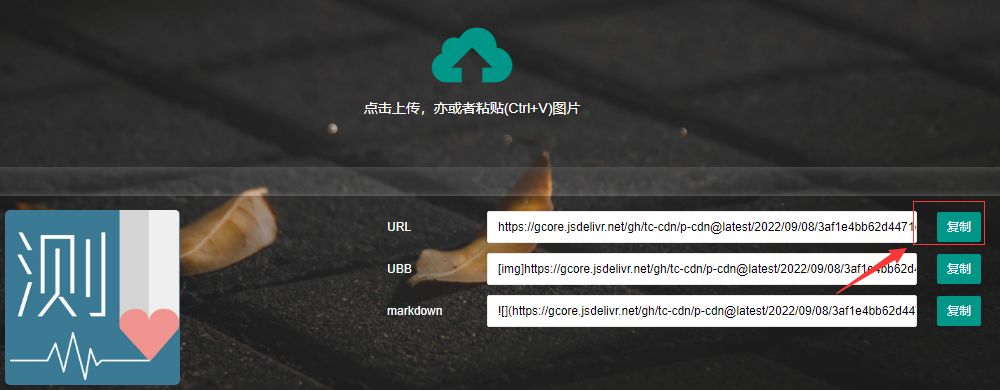 点击上传，亦或者粘贴(Ctrl+V)图片
测
URL https://gcore.jsdelivr.net/gh/tc-cdn/p-cdn@latest/2022/09/08/3af1e4bb62d4471 复制
UBB [img]https://gcore.jsdelivr.net/gh/tc-cdn/p-cdn@latest/2022/09/08/3af1e4bb62d4 复制
markdown ![](https://gcore.jsdelivr.net/gh/tc-cdn/p-cdn@latest/2022/09/08/3af1e4bb62d44 复制